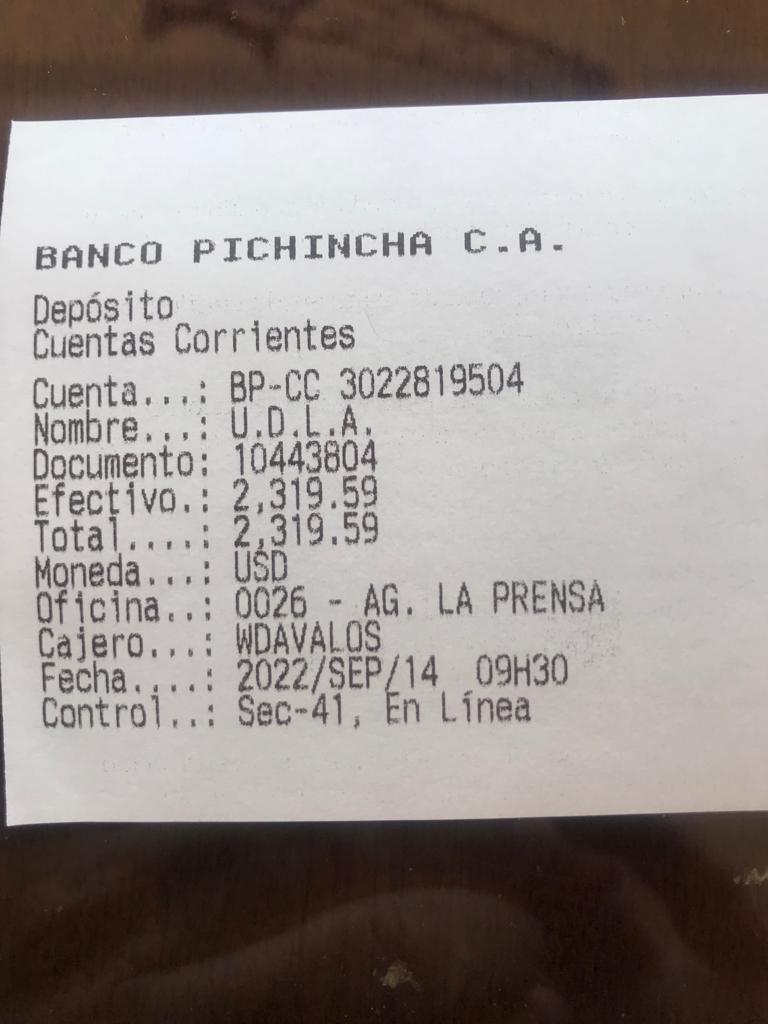 BANCO PICHINCHA C.A.
Depósito
Cuentas Corrientes
Cuenta...: BP-CC 3022819504
Nombre...: U.D.L.A.
Documento: 10443804
Efectivo.: 2,319.59
Total....: 2,319.59
Moneda...: USD
Oficina..: 0026 - AG. LA PRENSA
Cajero...: WDAVALOS
Fecha....: 2022/SEP/14 09H30
Control..: Sec-41, En Línea